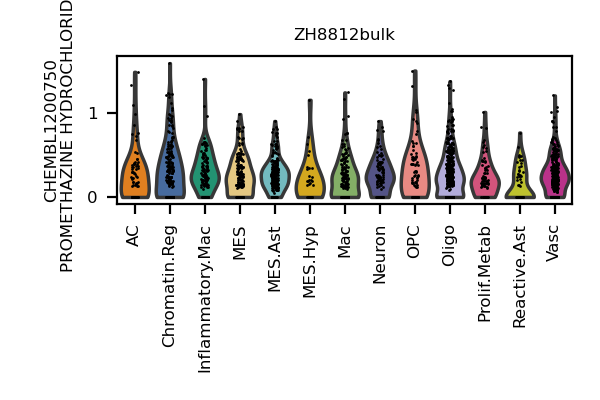 ZH8812bulk
CHEMBL1200750
PROMETHAZINE HYDROCHLORID
1
0
AC
Chromatin.Reg
Inflammatory.Mac
MES
MES.Ast
MES.Hyp
Mac
Neuron
OPC
Oligo
Prolif.Metab
Reactive.Ast
Vasc